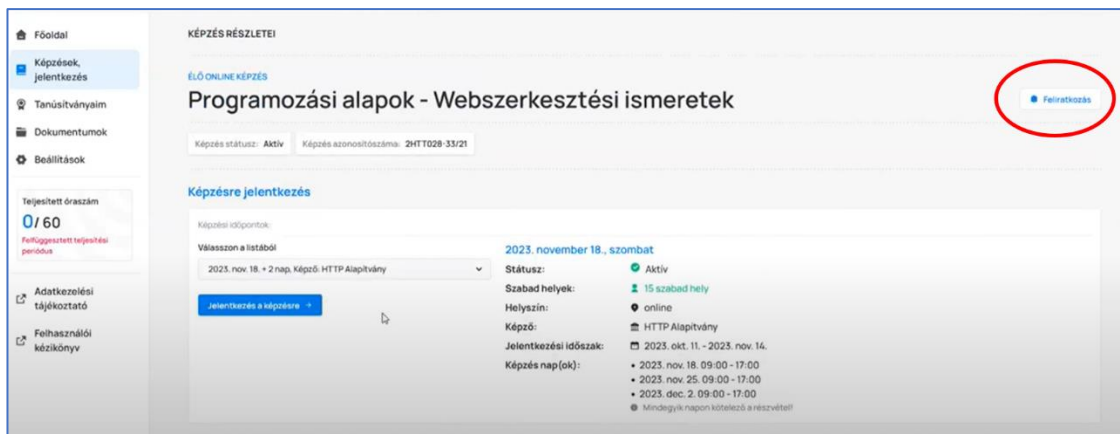 Főoldal
Képzések,
jelentkezés
Tanúsítványaim
Dokumentumok
Beállítások
Teljesített óraszám
0/ 60
Felfüggesztett teljesítési
periódus
Adatkezelési
tájékoztató
Felhasználói
kézikönyv
KÉPZÉS RÉSZLETEI
ÉLŐ ONLINE KÉPZÉS
Programozási alapok - Webszerkesztési ismeretek
Feliratkozás
Képzés státusz: Aktív Képzés azonosítószáma: 2HTT028-33/21
Képzésre jelentkezés
Képzési időpontok
Válasszon a listából
2023. nov. 18. + 2 nap, Képző: HTTP Alapítvány
Jelentkezés a képzésre →
2023. november 18., szombat
Státusz: Aktív
Szabad helyek: 15 szabad hely
Helyszín: online
Képző: HTTP Alapítvány
Jelentkezési időszak: 2023. okt. 11. - 2023. nov. 14.
Képzés nap(ok): • 2023. nov. 18. 09:00 - 17:00
• 2023. nov. 25. 09:00 - 17:00
• 2023. dec. 2. 09:00 - 17:00
Mindegyik napon kötelező a részvétel!